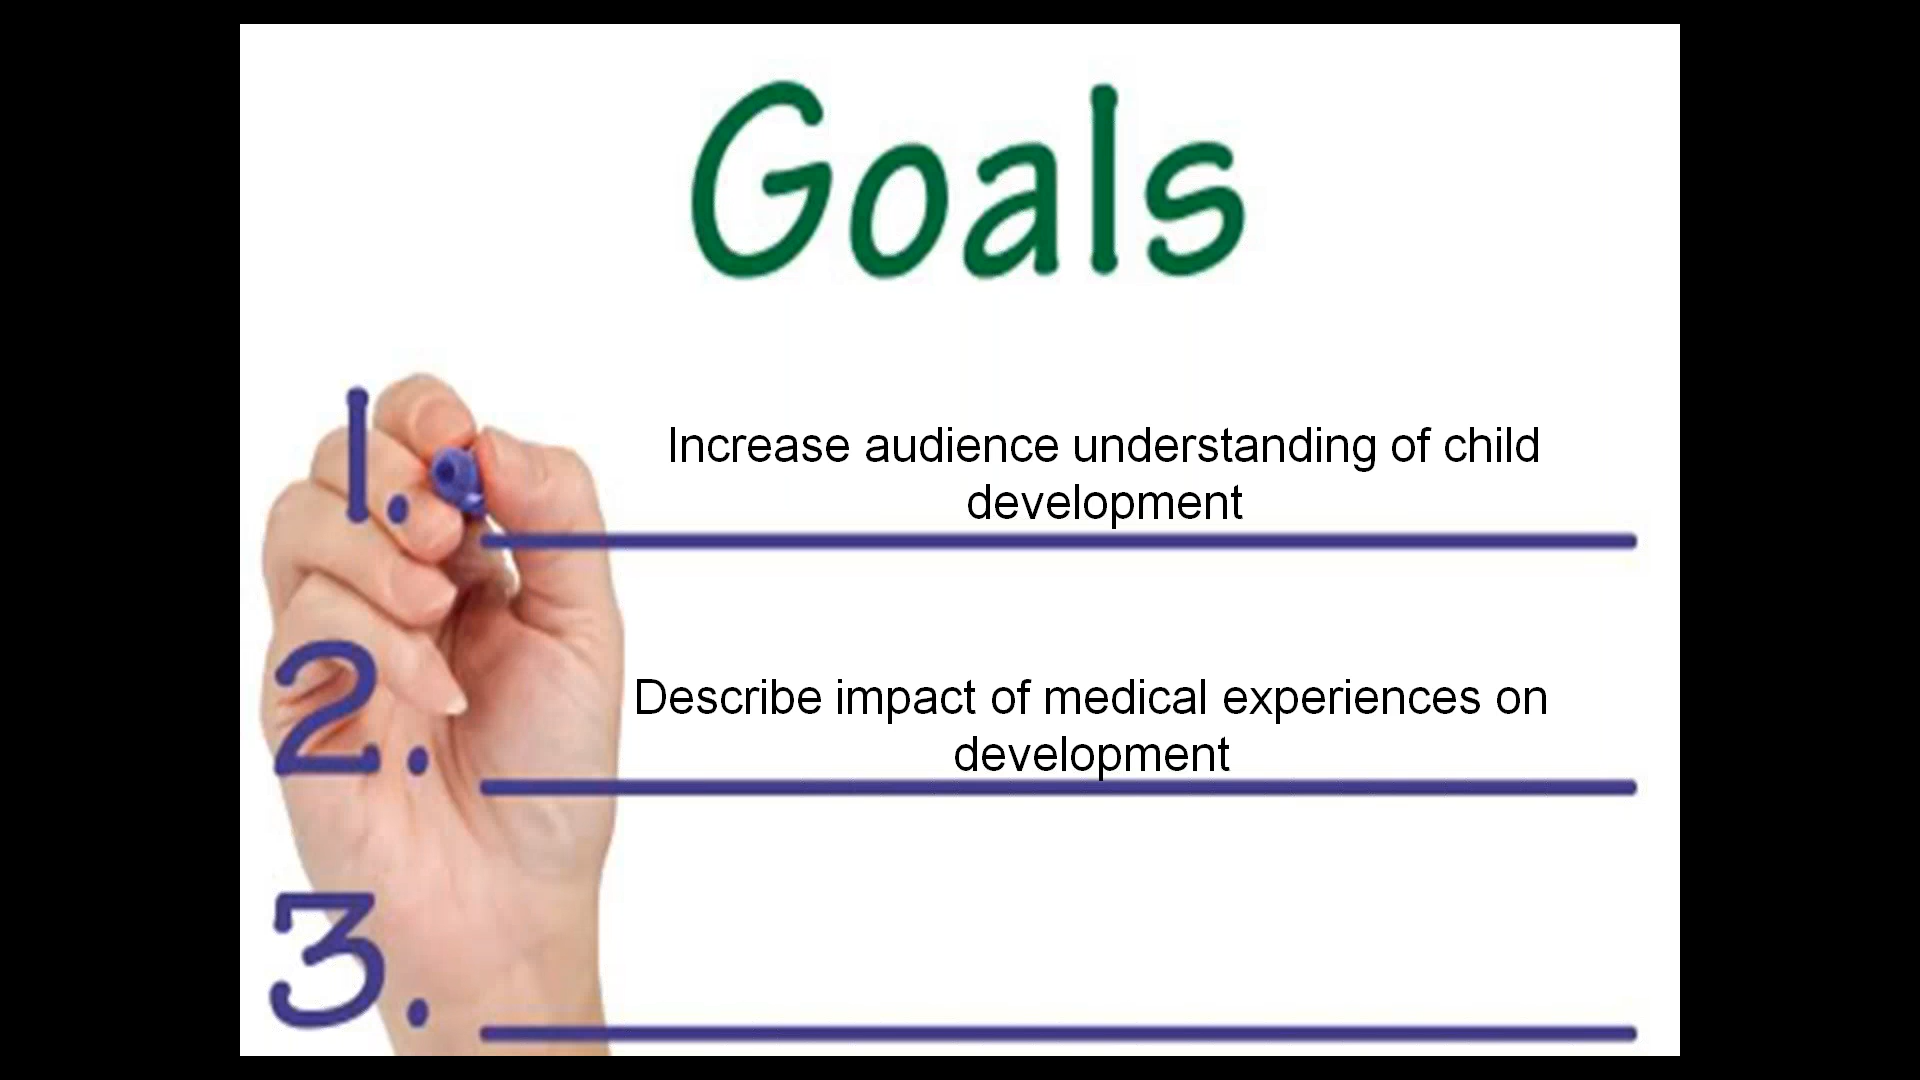 Goals
1. Increase audience understanding of child
development
2. Describe impact of medical experiences on
development
3.